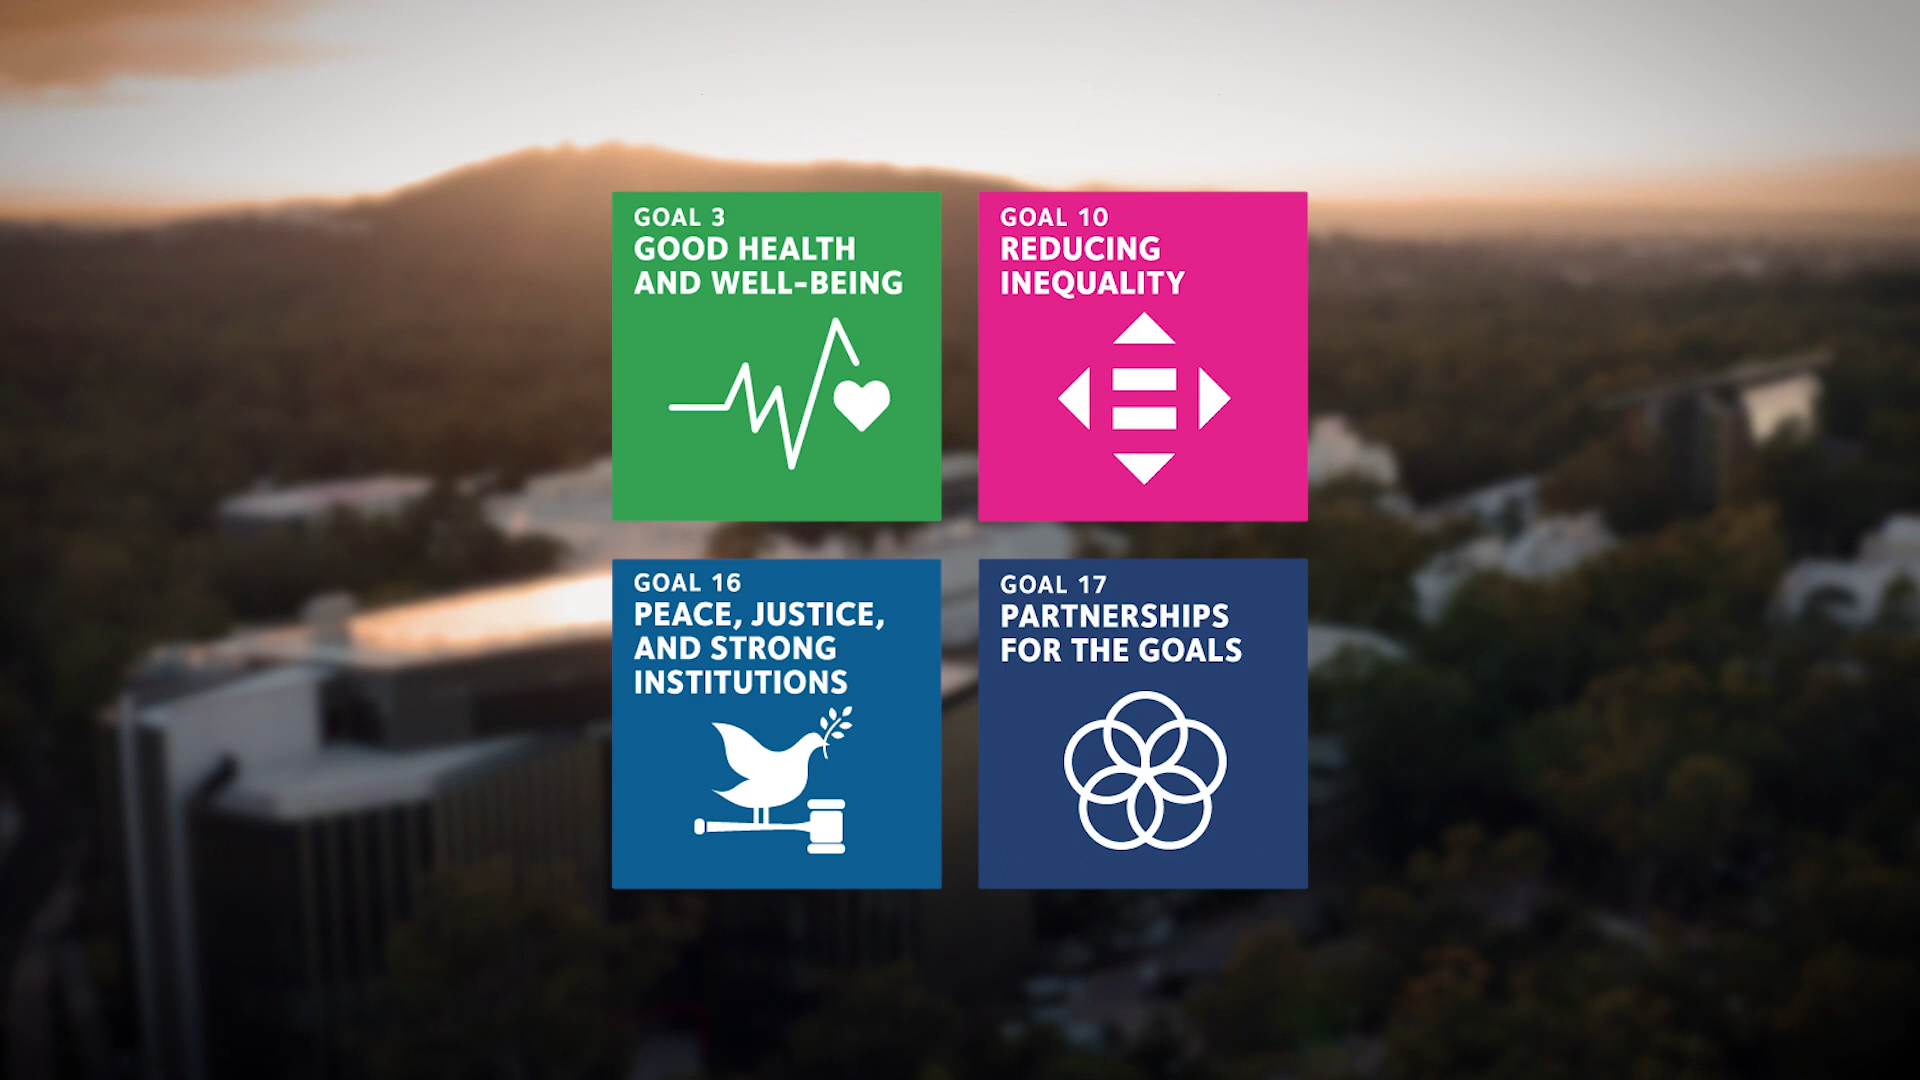 GOAL 3
GOOD HEALTH
AND WELL-BEING
GOAL 10
REDUCING
INEQUALITY
GOAL 16
PEACE, JUSTICE,
AND STRONG
INSTITUTIONS
GOAL 17
PARTNERSHIPS
FOR THE GOALS